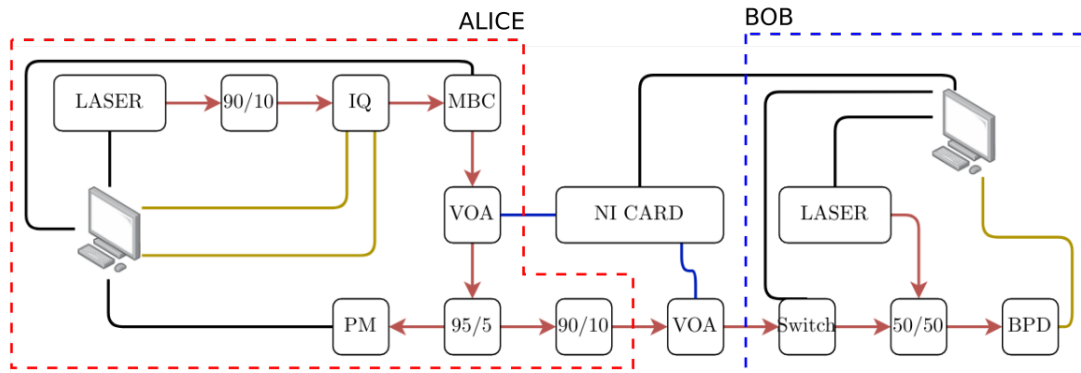 ALICE
BOB
LASER
90/10
IQ
MBC
VOA
NI CARD
LASER
PM
95/5
90/10
VOA
Switch
50/50
BPD